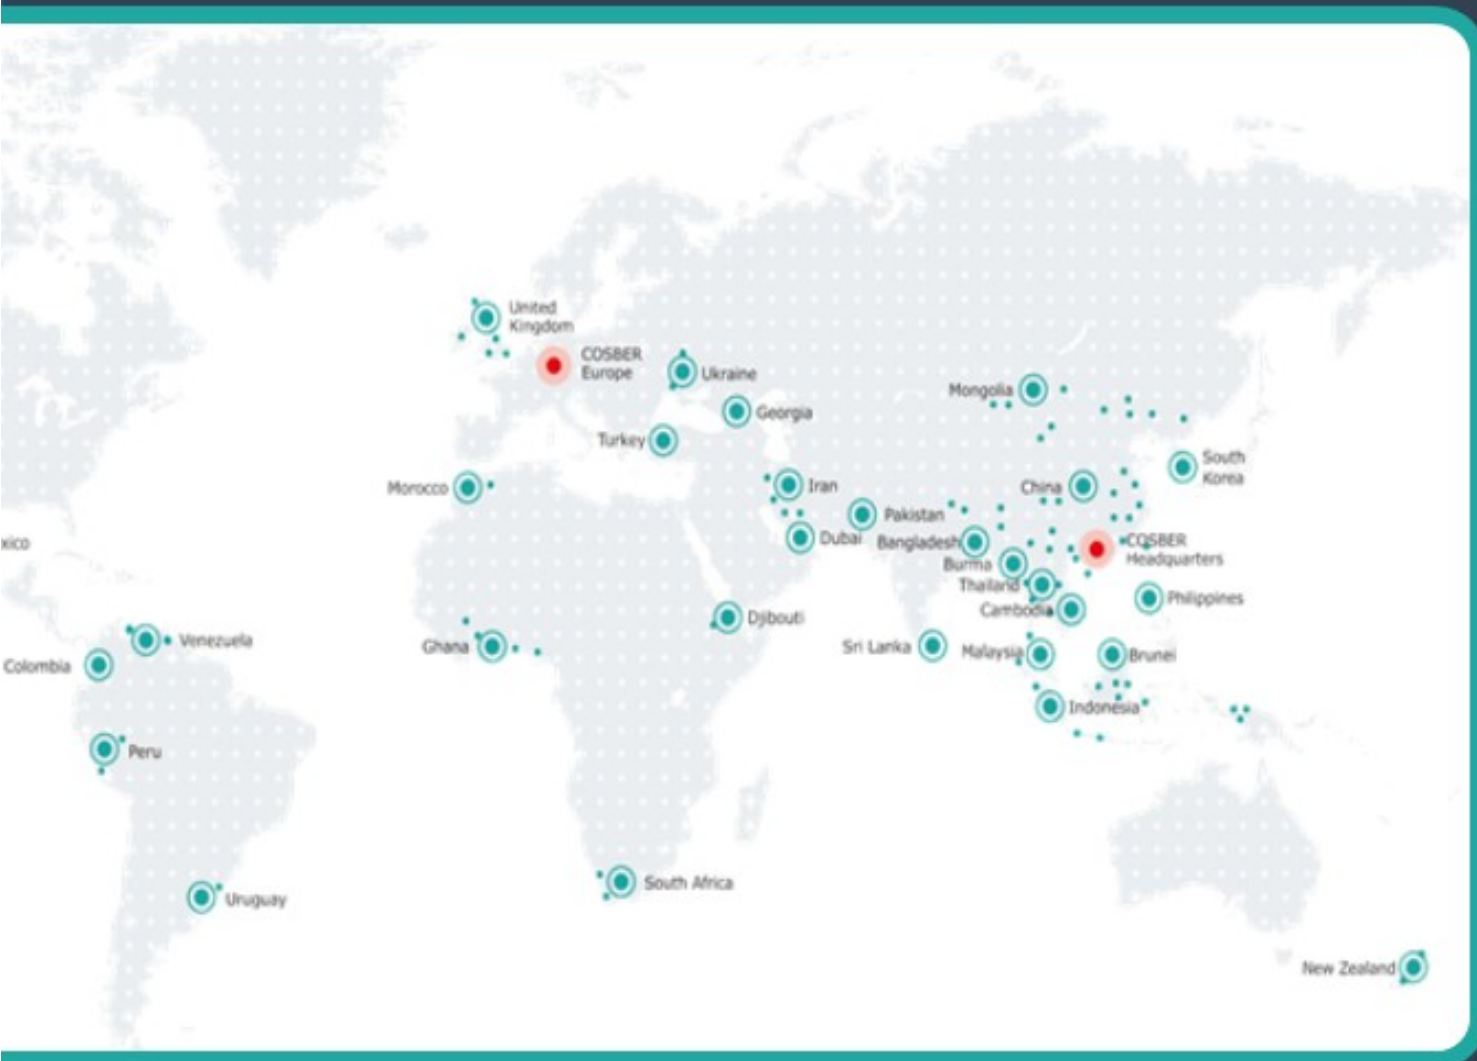 United
Kingdom
COSBER
Europe
Ukraine
Mongolia
Georgia
Turkey
South
Korea
Morocco
Iran
China
Pakistan
Dubai
Bangladesh
COSBER
Headquarters
xico
Burma
Thailand
Cambodia
Philippines
Djibouti
Venezuela
Ghana
Sri Lanka
Malaysia
Brunei
Colombia
Indonesia
Peru
South Africa
Uruguay
New Zealand